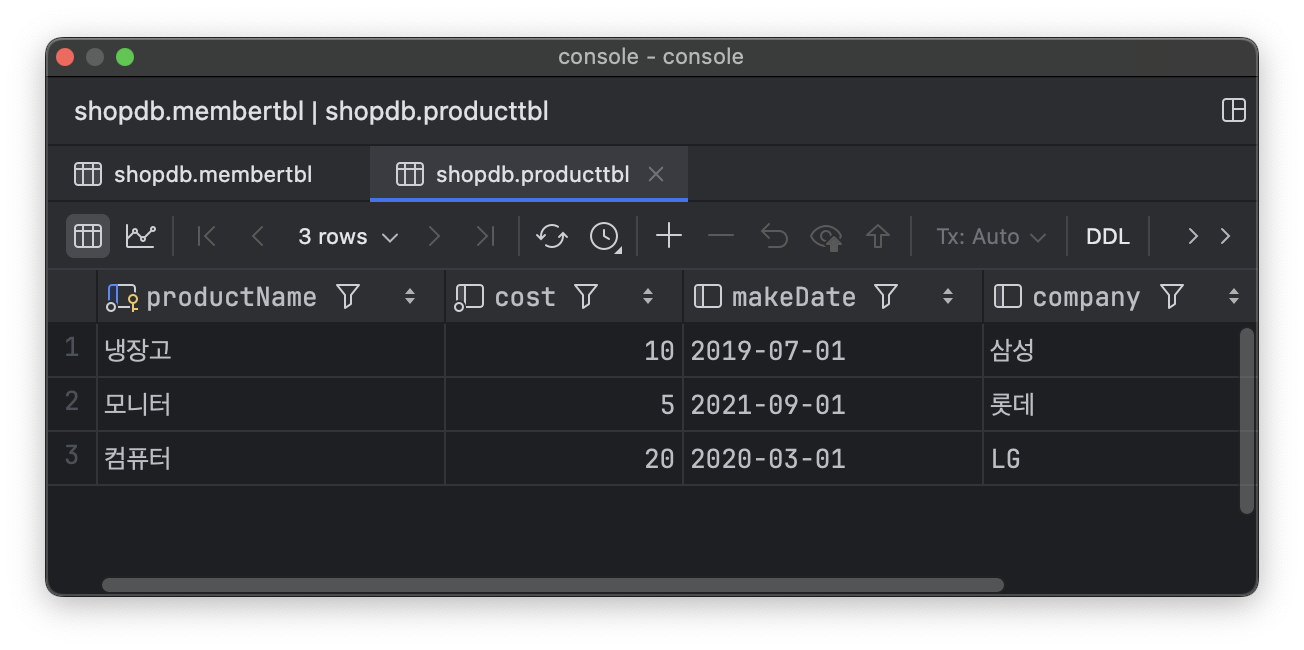 console - console
shopdb.membertbl | shopdb.producttbl
shopdb.membertbl shopdb.producttbl
3 rows Tx: Auto DDL
productName cost makeDate company
1 냉장고 10 2019-07-01 삼성
2 모니터 5 2021-09-01 롯데
3 컴퓨터 20 2020-03-01 LG